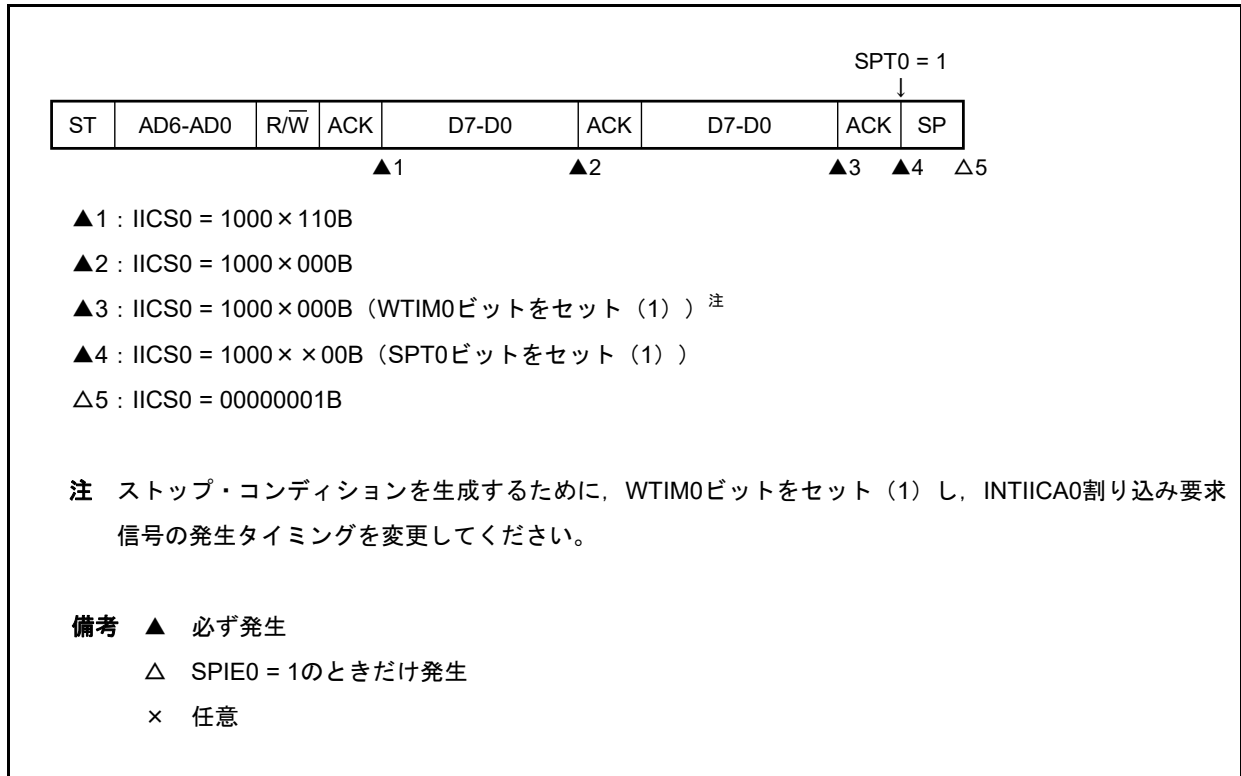 SPT0 = 1
↓
ST AD6-AD0 R/W̅ ACK D7-D0 ACK D7-D0 ACK SP
▲1 ▲2 ▲3 ▲4 △5
▲1：IICS0 = 1000×110B
▲2：IICS0 = 1000×000B
▲3：IICS0 = 1000×000B（WTIM0ビットをセット（1））注
▲4：IICS0 = 1000××00B（SPT0ビットをセット（1））
△5：IICS0 = 00000001B
注 ストップ・コンディションを生成するために，WTIM0ビットをセット（1）し，INTIICA0割り込み要求
信号の発生タイミングを変更してください。
備考 ▲ 必ず発生
△ SPIE0 = 1のときだけ発生
× 任意